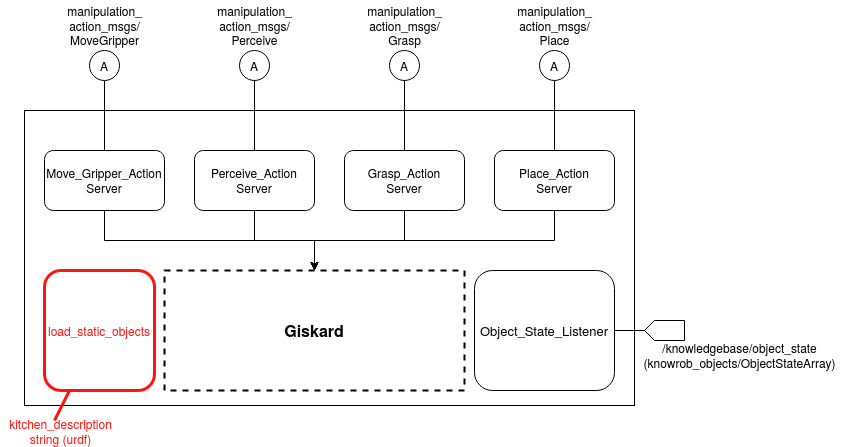 manipulation_
action_msgs/
MoveGripper
manipulation_
action_msgs/
Perceive
manipulation_
action_msgs/
Grasp
manipulation_
action_msgs/
Place
A
A
A
A
Move_Gripper_Action
Server
Perceive_Action
Server
Grasp_Action
Server
Place_Action
Server
load_static_objects
Giskard
Object_State_Listener
/knowledgebase/object_state
(knowrob_objects/ObjectStateArray)
kitchen_description
string (urdf)